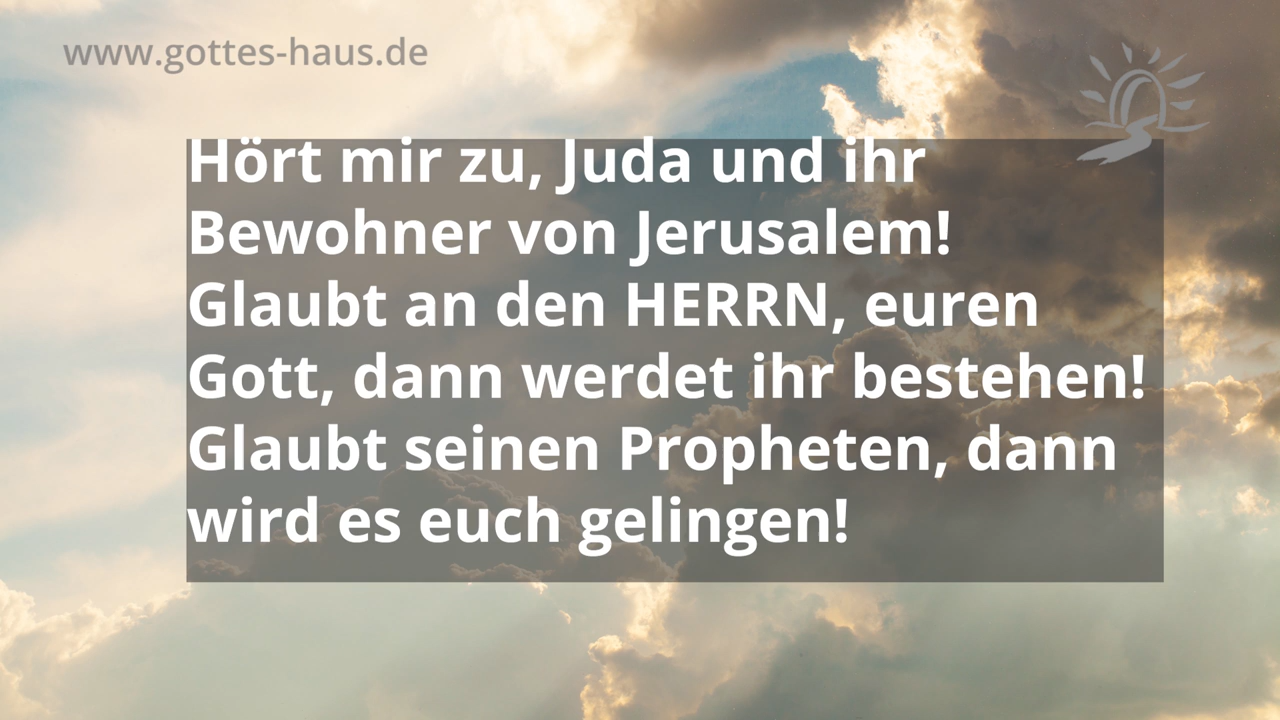 www.gottes-haus.de
Hört mir zu, Juda und ihr
Bewohner von Jerusalem!
Glaubt an den HERRN, euren
Gott, dann werdet ihr bestehen!
Glaubt seinen Propheten, dann
wird es euch gelingen!